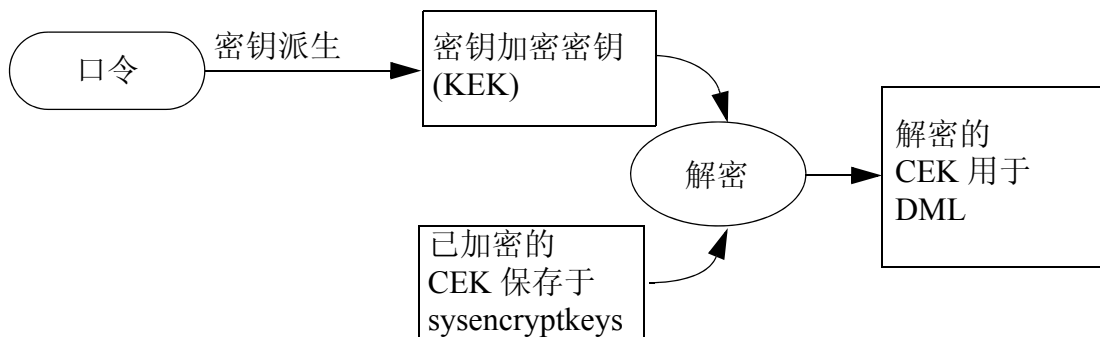 口令
密钥派生
密钥加密密钥
(KEK)
解密
解密的
CEK 用于
DML
已加密的
CEK 保存于
sysencryptkeys